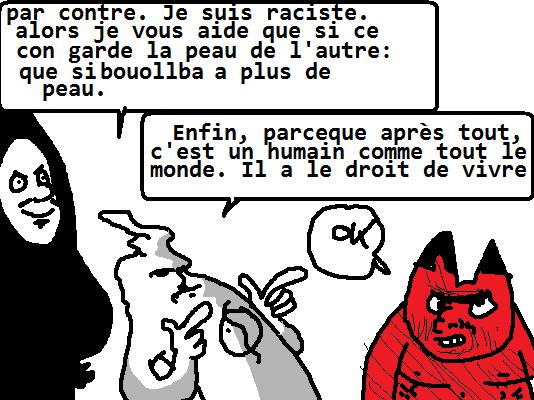 par contre. Je suis raciste.
alors je vous aide que si ce
con garde la peau de l'autre:
que si bouollba a plus de
peau.
Enfin, parceque après tout,
c'est un humain comme tout le
monde. Il a le droit de vivre
ok